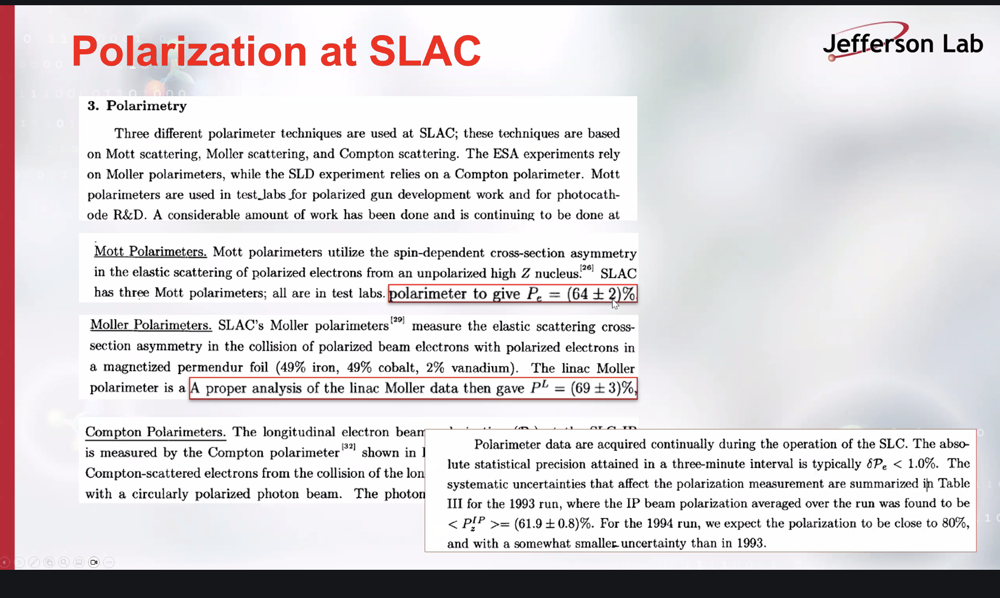 Polarization at SLAC
Jefferson Lab
3. Polarimetry
Three different polarimeter techniques are used at SLAC; these techniques are based
on Mott scattering, Moller scattering, and Compton scattering. The ESA experiments rely
on Moller polarimeters, while the SLD experiment relies on a Compton polarimeter. Mott
polarimeters are used in test labs for polarized gun development work and for photocath-
ode R&D. A considerable amount of work has been done and is continuing to be done at
Mott Polarimeters. Mott polarimeters utilize the spin-dependent cross-section asymmetry
in the elastic scattering of polarized electrons from an unpolarized high Z nucleus.[26] SLAC
has three Mott polarimeters; all are in test labs. polarimeter to give Pe = (64 ± 2)%
Moller Polarimeters. SLAC's Moller polarimeters[29] measure the elastic scattering cross-
section asymmetry in the collision of polarized beam electrons with polarized electrons in
a magnetized permendur foil (49% iron, 49% cobalt, 2% vanadium). The linac Moller
polarimeter is a A proper analysis of the linac Moller data then gave P^L = (69 ± 3)%,
Compton Polarimeters. The longitudinal electron beam
is measured by the Compton polarimeter[32] shown in
Compton-scattered electrons from the collision of the lon
with a circularly polarized photon beam. The photon
Polarimeter data are acquired continually during the operation of the SLC. The abso-
lute statistical precision attained in a three-minute interval is typically δPe < 1.0%. The
systematic uncertainties that affect the polarization measurement are summarized in Table
III for the 1993 run, where the IP beam polarization averaged over the run was found to be
< P_z^IP >= (61.9 ± 0.8)%. For the 1994 run, we expect the polarization to be close to 80%,
and with a somewhat smaller uncertainty than in 1993.